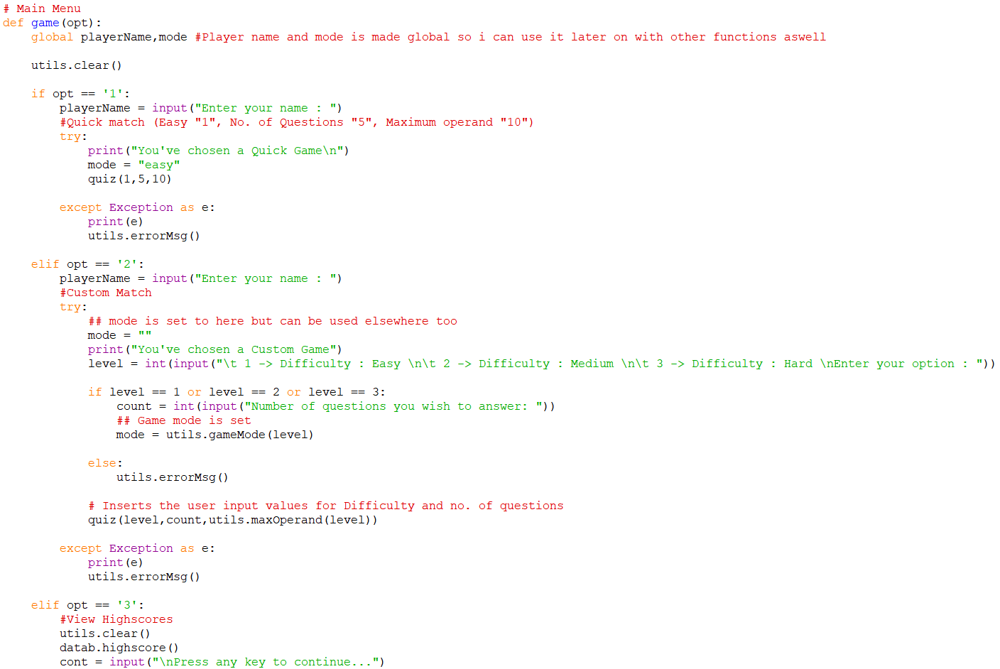 # Main Menu
def game(opt):
    global playerName,mode #Player name and mode is made global so i can use it later on with other functions aswell

    utils.clear()

    if opt == '1':
        playerName = input("Enter your name : ")
        #Quick match (Easy "1", No. of Questions "5", Maximum operand "10")
        try:
            print("You've chosen a Quick Game\n")
            mode = "easy"
            quiz(1,5,10)

        except Exception as e:
            print(e)
            utils.errorMsg()

    elif opt == '2':
        playerName = input("Enter your name : ")
        #Custom Match
        try:
            ## mode is set to here but can be used elsewhere too
            mode = ""
            print("You've chosen a Custom Game")
            level = int(input("\t 1 -> Difficulty : Easy \n\t 2 -> Difficulty : Medium \n\t 3 -> Difficulty : Hard \nEnter your option : "))

            if level == 1 or level == 2 or level == 3:
                count = int(input("Number of questions you wish to answer: "))
                ## Game mode is set
                mode = utils.gameMode(level)

            else:
                utils.errorMsg()

            # Inserts the user input values for Difficulty and no. of questions
            quiz(level,count,utils.maxOperand(level))

        except Exception as e:
            print(e)
            utils.errorMsg()

    elif opt == '3':
        #View Highscores
        utils.clear()
        datab.highscore()
        cont = input("\nPress any key to continue...")